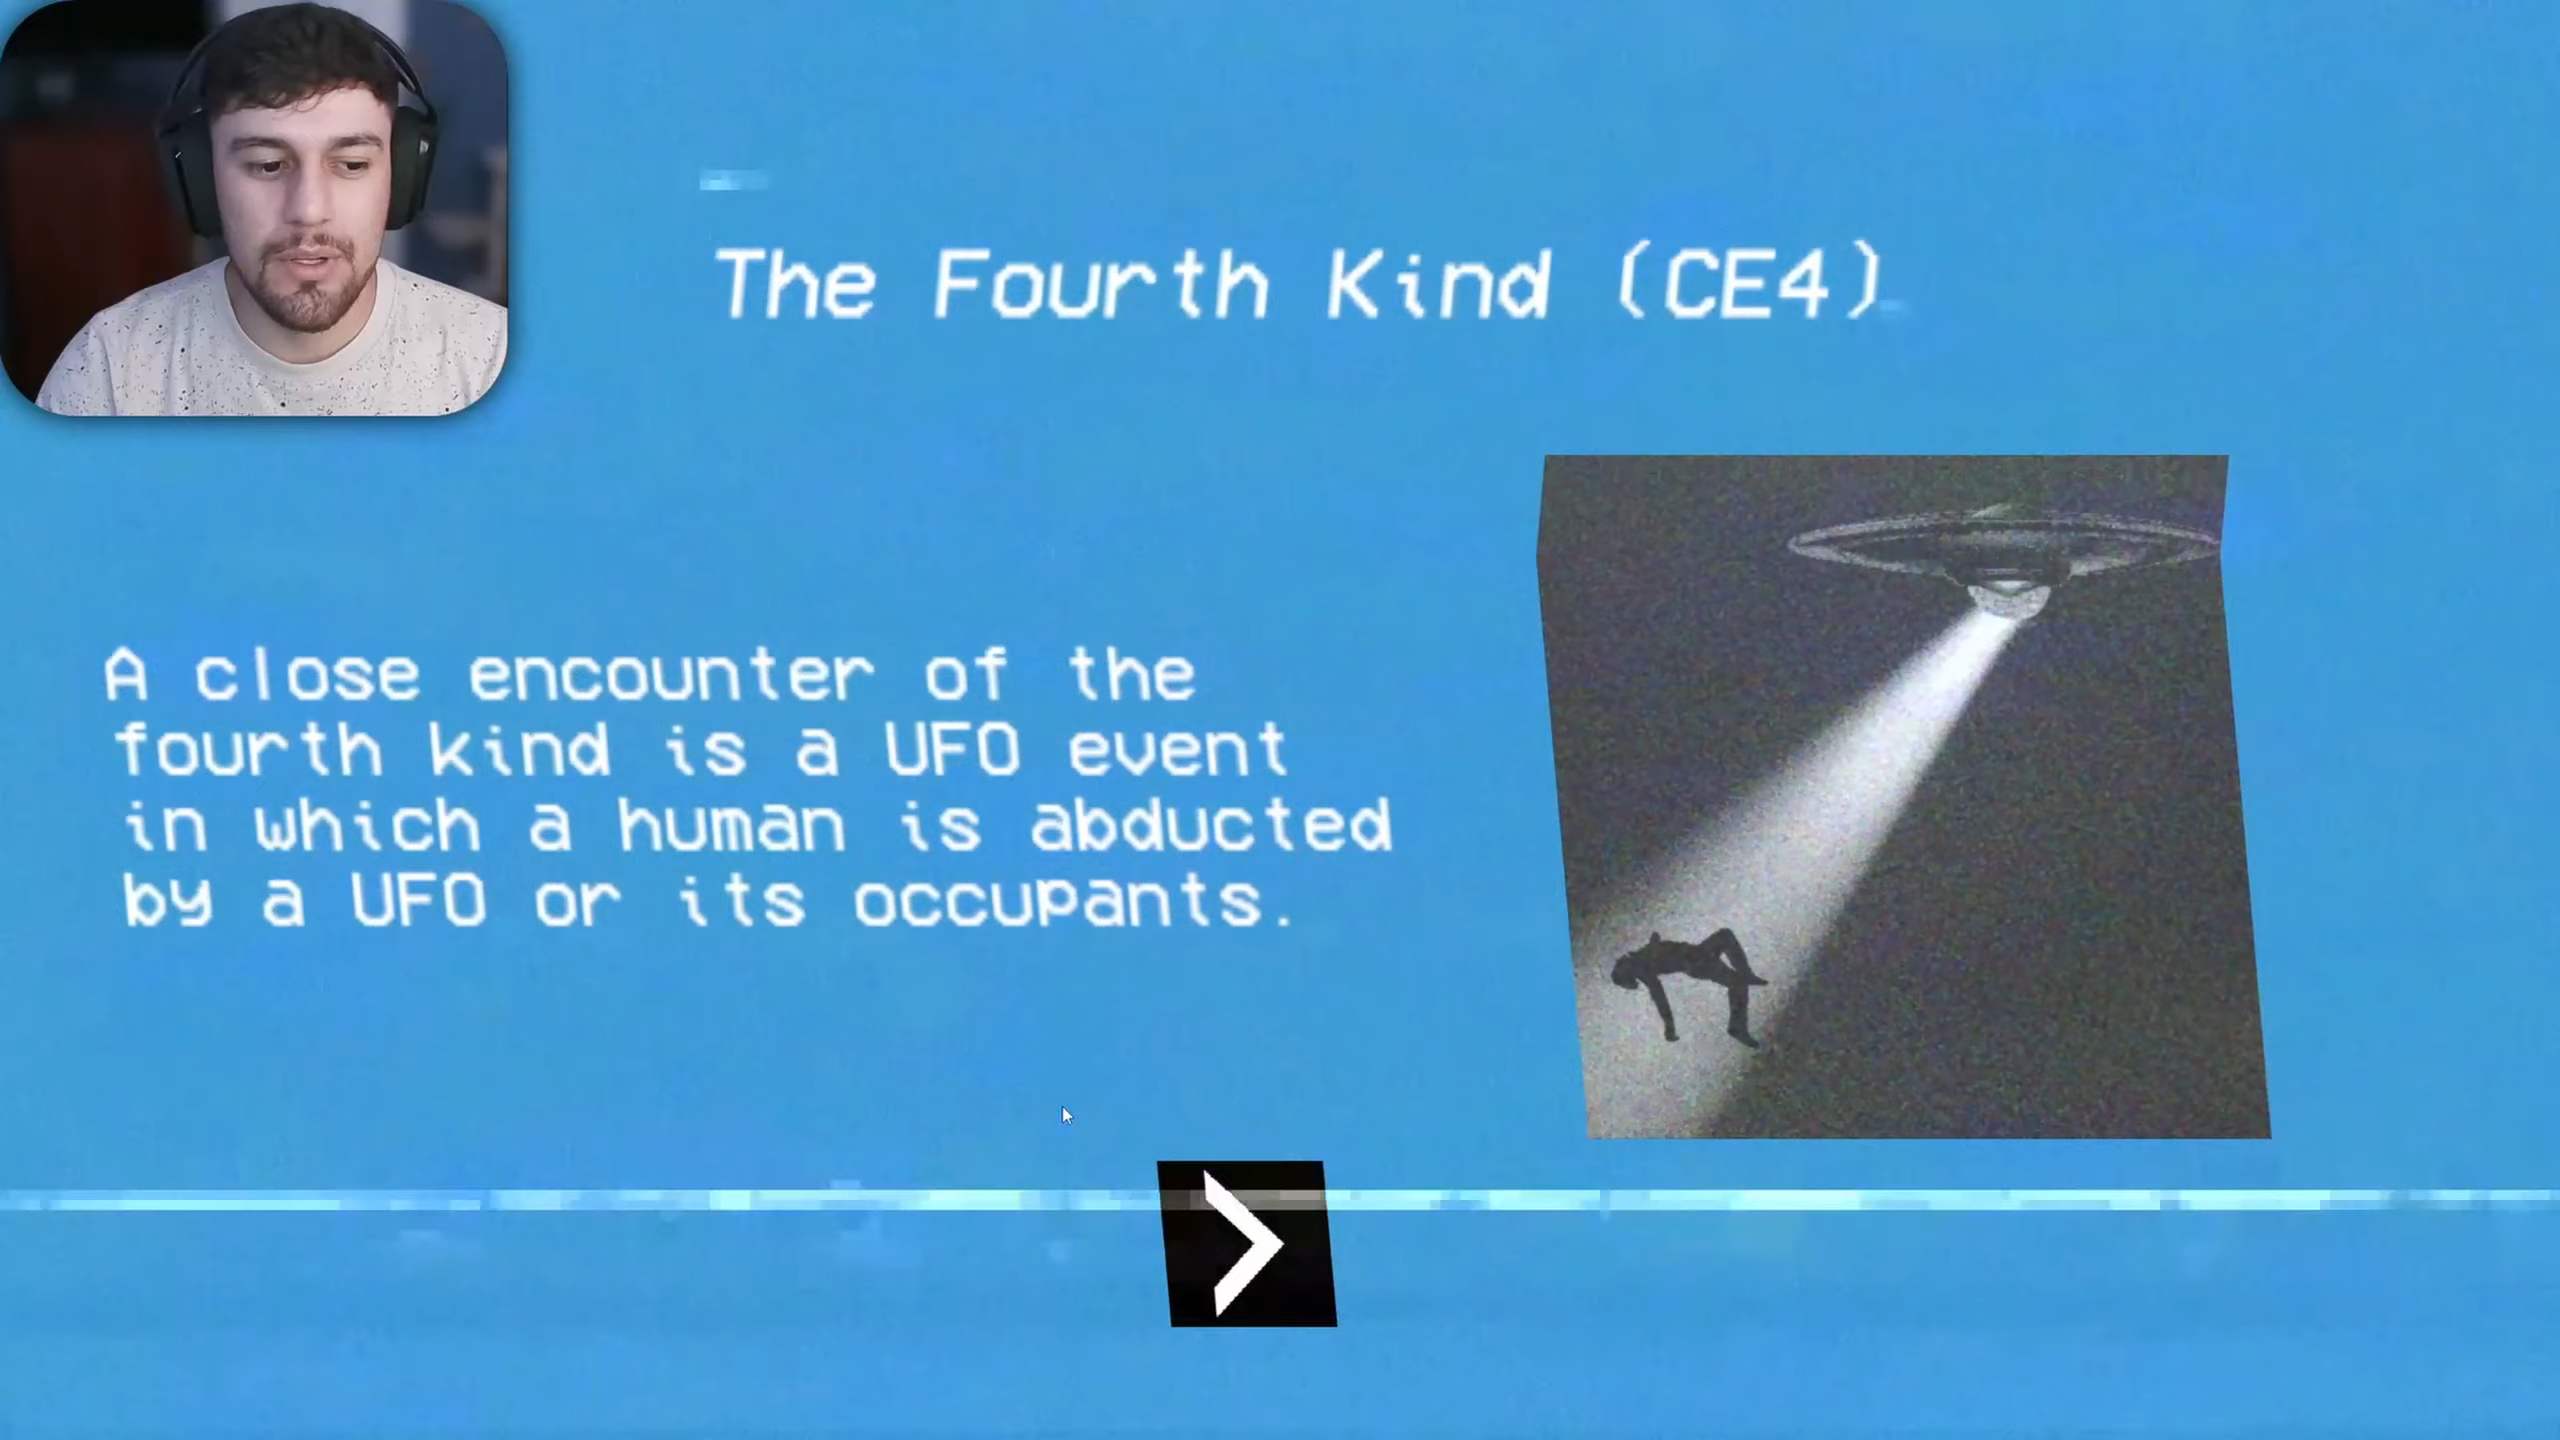 The Fourth Kind (CE4)
A close encounter of the
fourth kind is a UFO event
in which a human is abducted
by a UFO or its occupants.